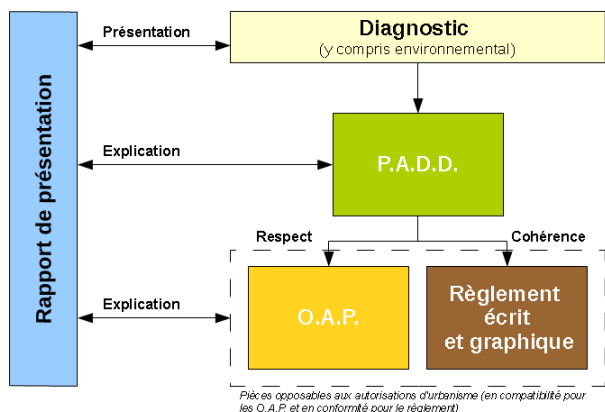 Rapport de présentation
Présentation
Diagnostic
(y compris environnemental)
Explication
P.A.D.D.
Respect
Cohérence
Explication
O.A.P.
Règlement
écrit
et graphique
Pièces opposables aux autorisations d'urbanisme (en compatibilité pour
les O.A.P. et en conformité pour le règlement)